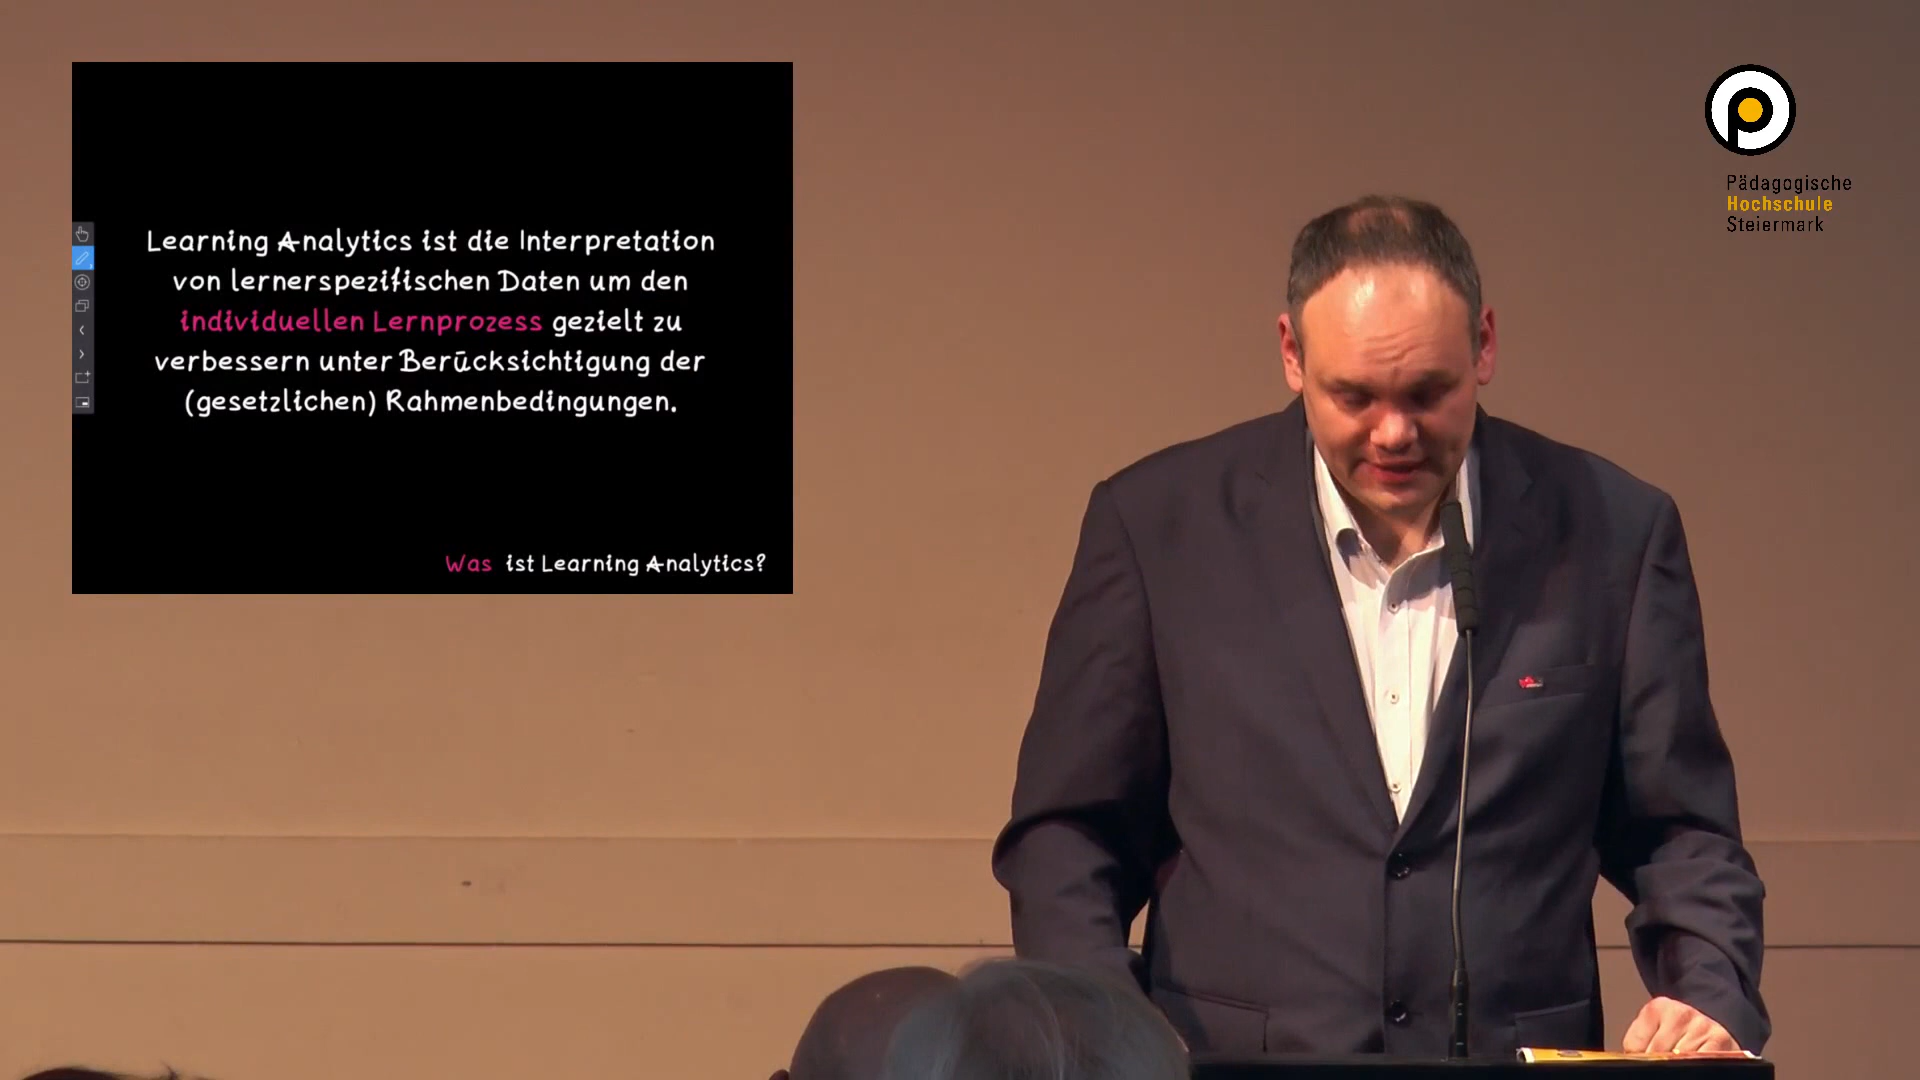 Learning Analytics ist die Interpretation
von lernerspezifischen Daten um den
individuellen Lernprozess gezielt zu
verbessern unter Berücksichtigung der
(gesetzlichen) Rahmenbedingungen.
Was ist Learning Analytics?
Pädagogische
Hochschule
Steiermark